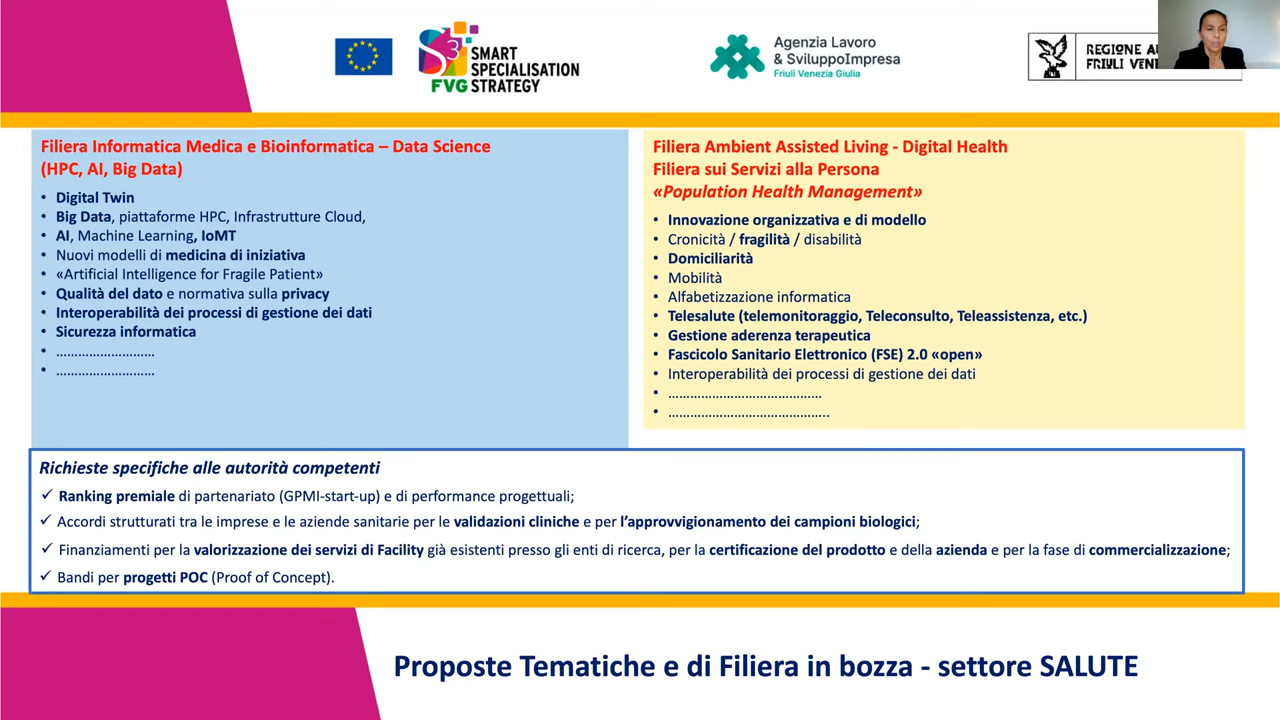 S3 SMART
SPECIALISATION
FVG STRATEGY
Agenzia Lavoro
& SviluppoImpresa
Friuli Venezia Giulia
REGIONE
FRIULI
Filiera Informatica Medica e Bioinformatica – Data Science
(HPC, AI, Big Data)
• Digital Twin
• Big Data, piattaforme HPC, Infrastrutture Cloud,
• AI, Machine Learning, IoMT
• Nuovi modelli di medicina di iniziativa
• «Artificial Intelligence for Fragile Patient»
• Qualità del dato e normativa sulla privacy
• Interoperabilità dei processi di gestione dei dati
• Sicurezza informatica
• ………………………
• ………………………
Filiera Ambient Assisted Living - Digital Health
Filiera sui Servizi alla Persona
«Population Health Management»
• Innovazione organizzativa e di modello
• Cronicità / fragilità / disabilità
• Domiciliarità
• Mobilità
• Alfabetizzazione informatica
• Telesalute (telemonitoraggio, Teleconsulto, Teleassistenza, etc.)
• Gestione aderenza terapeutica
• Fascicolo Sanitario Elettronico (FSE) 2.0 «open»
• Interoperabilità dei processi di gestione dei dati
• ……………………………………
• ……………………………………..
Richieste specifiche alle autorità competenti
✓ Ranking premiale di partenariato (GPMI-start-up) e di performance progettuali;
✓ Accordi strutturati tra le imprese e le aziende sanitarie per le validazioni cliniche e per l’approvvigionamento dei campioni biologici;
✓ Finanziamenti per la valorizzazione dei servizi di Facility già esistenti presso gli enti di ricerca, per la certificazione del prodotto e della azienda e per la fase di commercializzazione;
✓ Bandi per progetti POC (Proof of Concept).
Proposte Tematiche e di Filiera in bozza - settore SALUTE